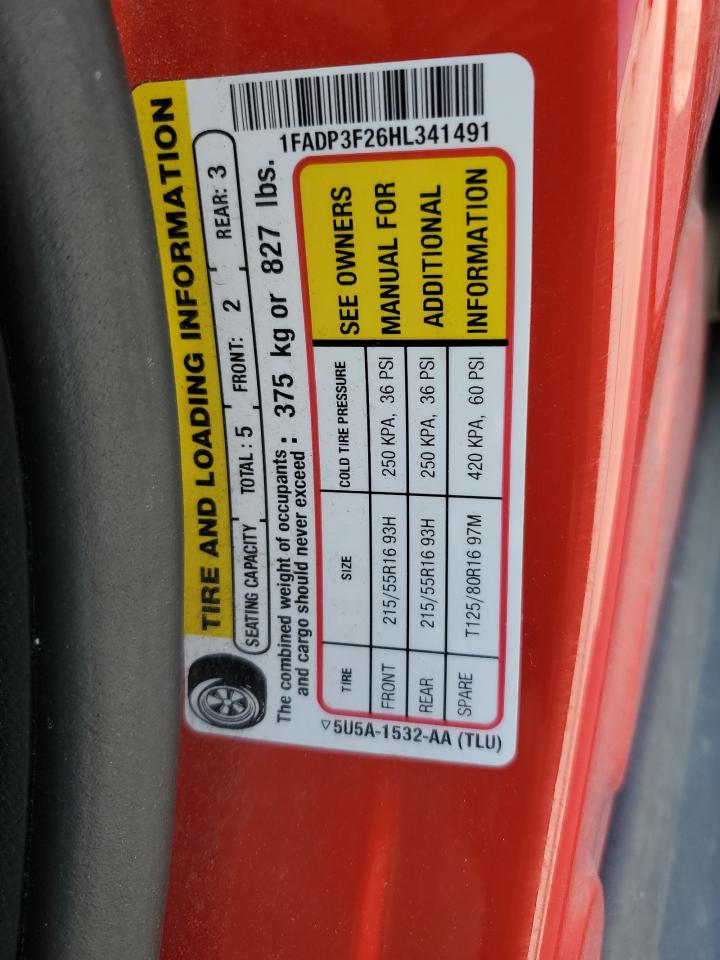 TIRE AND LOADING INFORMATION
SEATING CAPACITY TOTAL : 5 FRONT: 2 REAR: 3
The combined weight of occupants
and cargo should never exceed : 375 kg or 827 lbs.
TIRE SIZE COLD TIRE PRESSURE
FRONT 215/55R16 93H 250 KPA, 36 PSI
REAR 215/55R16 93H 250 KPA, 36 PSI
SPARE T125/80R16 97M 420 KPA, 60 PSI
SEE OWNERS
MANUAL FOR
ADDITIONAL
INFORMATION
5U5A-1532-AA (TLU)
1FADP3F26HL341491